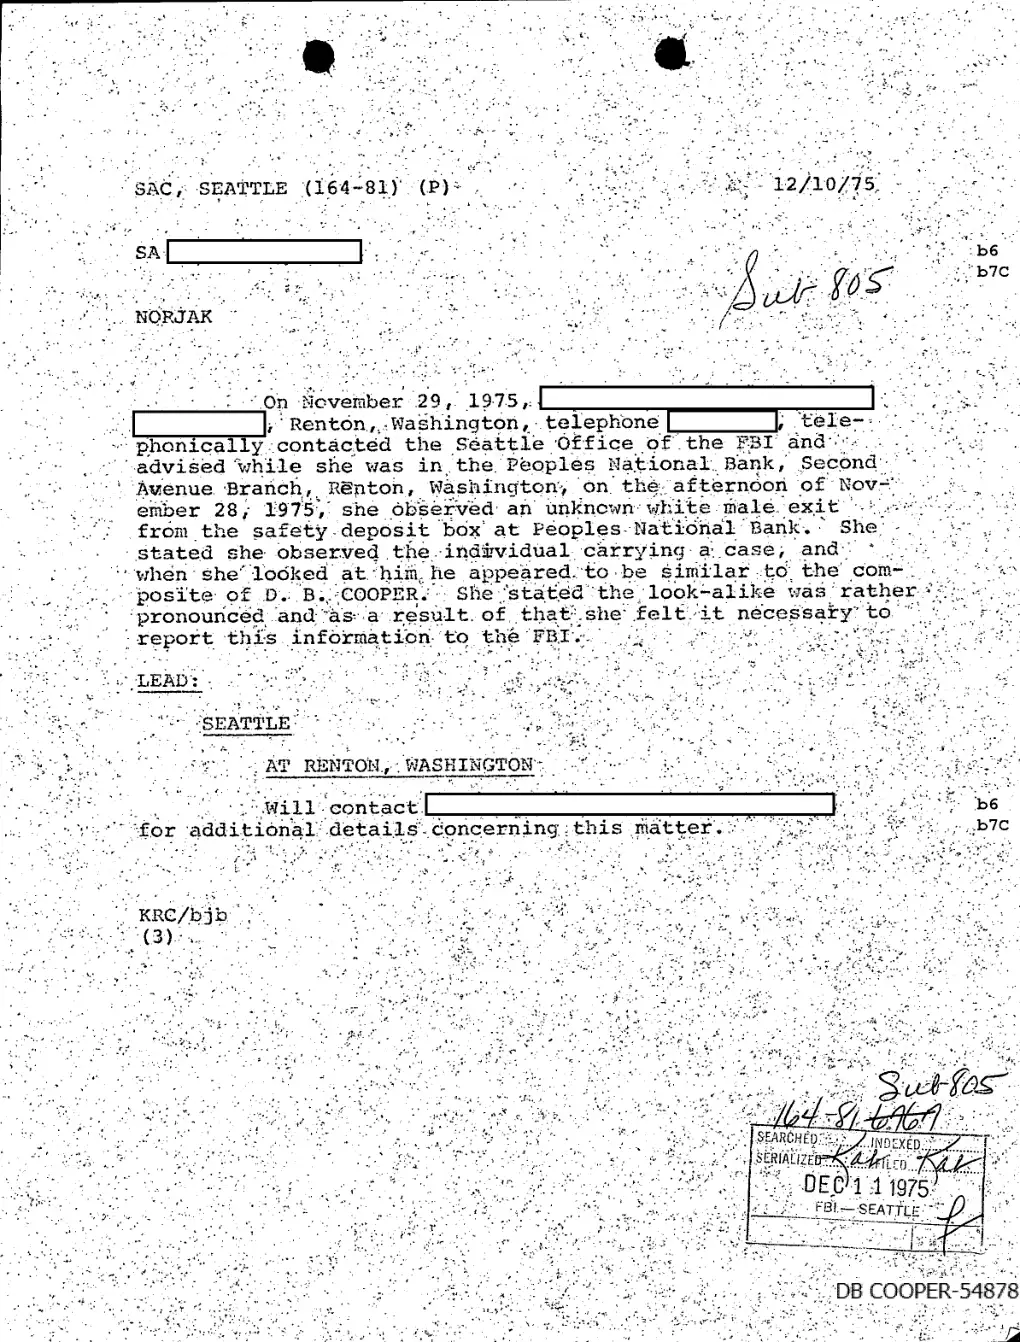 SAC, SEATTLE (164-81) (P)
12/10/75
SA
b6
b7C
Sub 805
NORJAK
On November 29, 1975,
, Renton, Washington, telephone , tele-
phonically contacted the Seattle Office of the FBI and
advised while she was in the Peoples National Bank, Second
Avenue Branch, Renton, Washington, on the afternoon of Nov-
ember 28, 1975, she observed an unknown white male exit
from the safety deposit box at Peoples National Bank. She
stated she observed the individual carrying a case, and
when she looked at him he appeared to be similar to the com-
posite of D. B. COOPER. She stated the look-alike was rather
pronounced and as a result of that she felt it necessary to
report this information to the FBI.
LEAD:
SEATTLE
AT RENTON, WASHINGTON
Will contact
b6
for additional details concerning this matter.
b7C
KRC/bjb
(3)
Sub 805
164-81-
SEARCHED INDEXED
SERIALIZED FILED
DEC 11 1975
FBI — SEATTLE
DB COOPER-54878